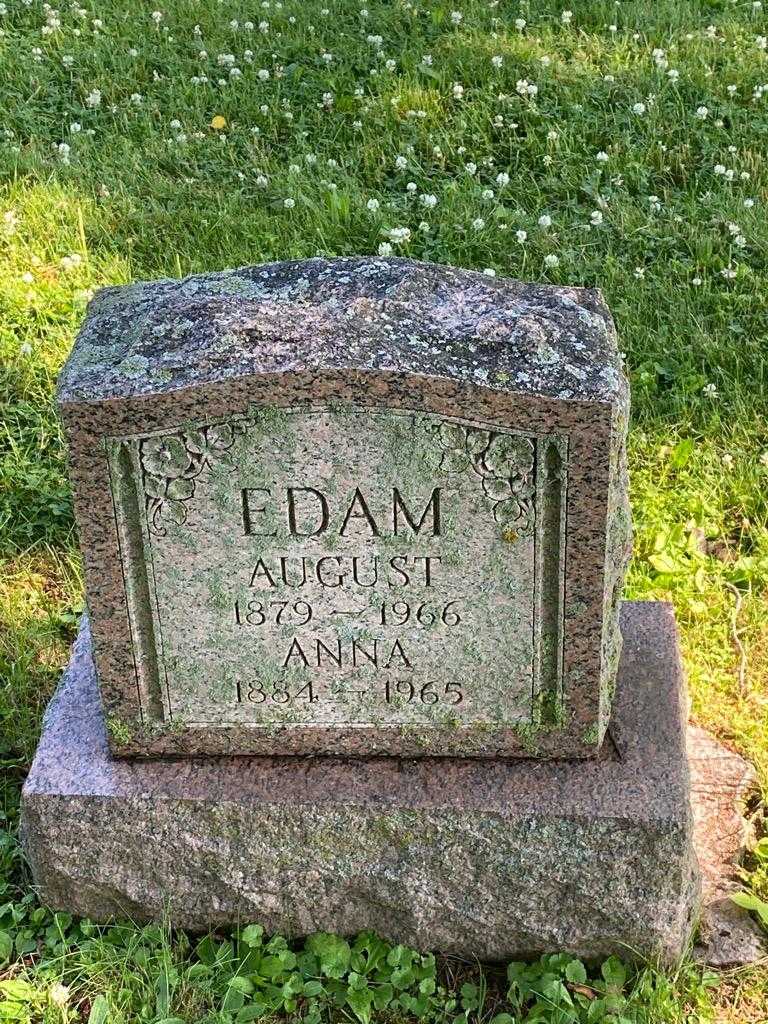 EDAM
AUGUST
1879 — 1966
ANNA
1884 — 1965